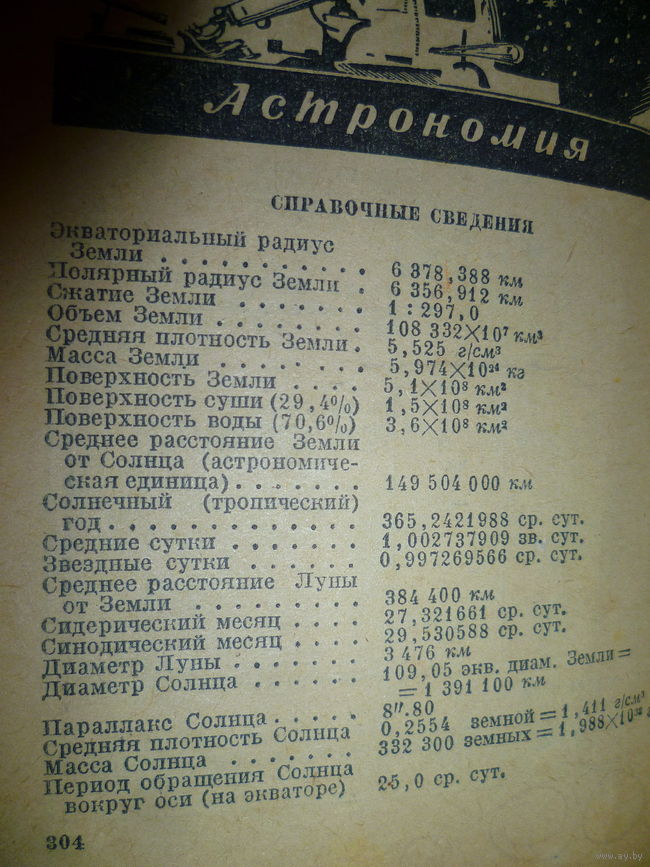 Астрономия
СПРАВОЧНЫЕ СВЕДЕНИЯ
Экваториальный радиус
Земли . . . . . . . . . . . 6 378,388 км
Полярный радиус Земли . 6 356,912 км
Сжатие Земли . . . . . . . 1 : 297,0
Объем Земли . . . . . . . . 108 332×10⁷ км³
Средняя плотность Земли . 5,525 г/см³
Масса Земли . . . . . . . . 5,974×10²⁴ кг
Поверхность Земли . . . . 5,1×10⁸ км²
Поверхность суши (29,4%) 1,5×10⁸ км²
Поверхность воды (70,6%) 3,6×10⁸ км²
Среднее расстояние Земли
от Солнца (астрономиче-
ская единица) . . . . . . . 149 504 000 км
Солнечный (тропический)
год . . . . . . . . . . . . . 365,2421988 ср. сут.
Средние сутки . . . . . . . 1,002737909 зв. сут.
Звездные сутки . . . . . . 0,997269566 ср. сут.
Среднее расстояние Луны
от Земли . . . . . . . . . 384 400 км
Сидерический месяц . . . . 27,321661 ср. сут.
Синодический месяц . . . . 29,530588 ср. сут.
Диаметр Луны . . . . . . . 3 476 км
Диаметр Солнца . . . . . . 109,05 экв. диам. Земли =
= 1 391 100 км
Параллакс Солнца . . . . . 8″.80
Средняя плотность Солнца 0,2554 земной = 1,411 г/см³
Масса Солнца . . . . . . . 332 300 земных =
Период обращения Солнца
вокруг оси (на экваторе) 25,0 ср. сут.
304
www.ay.by